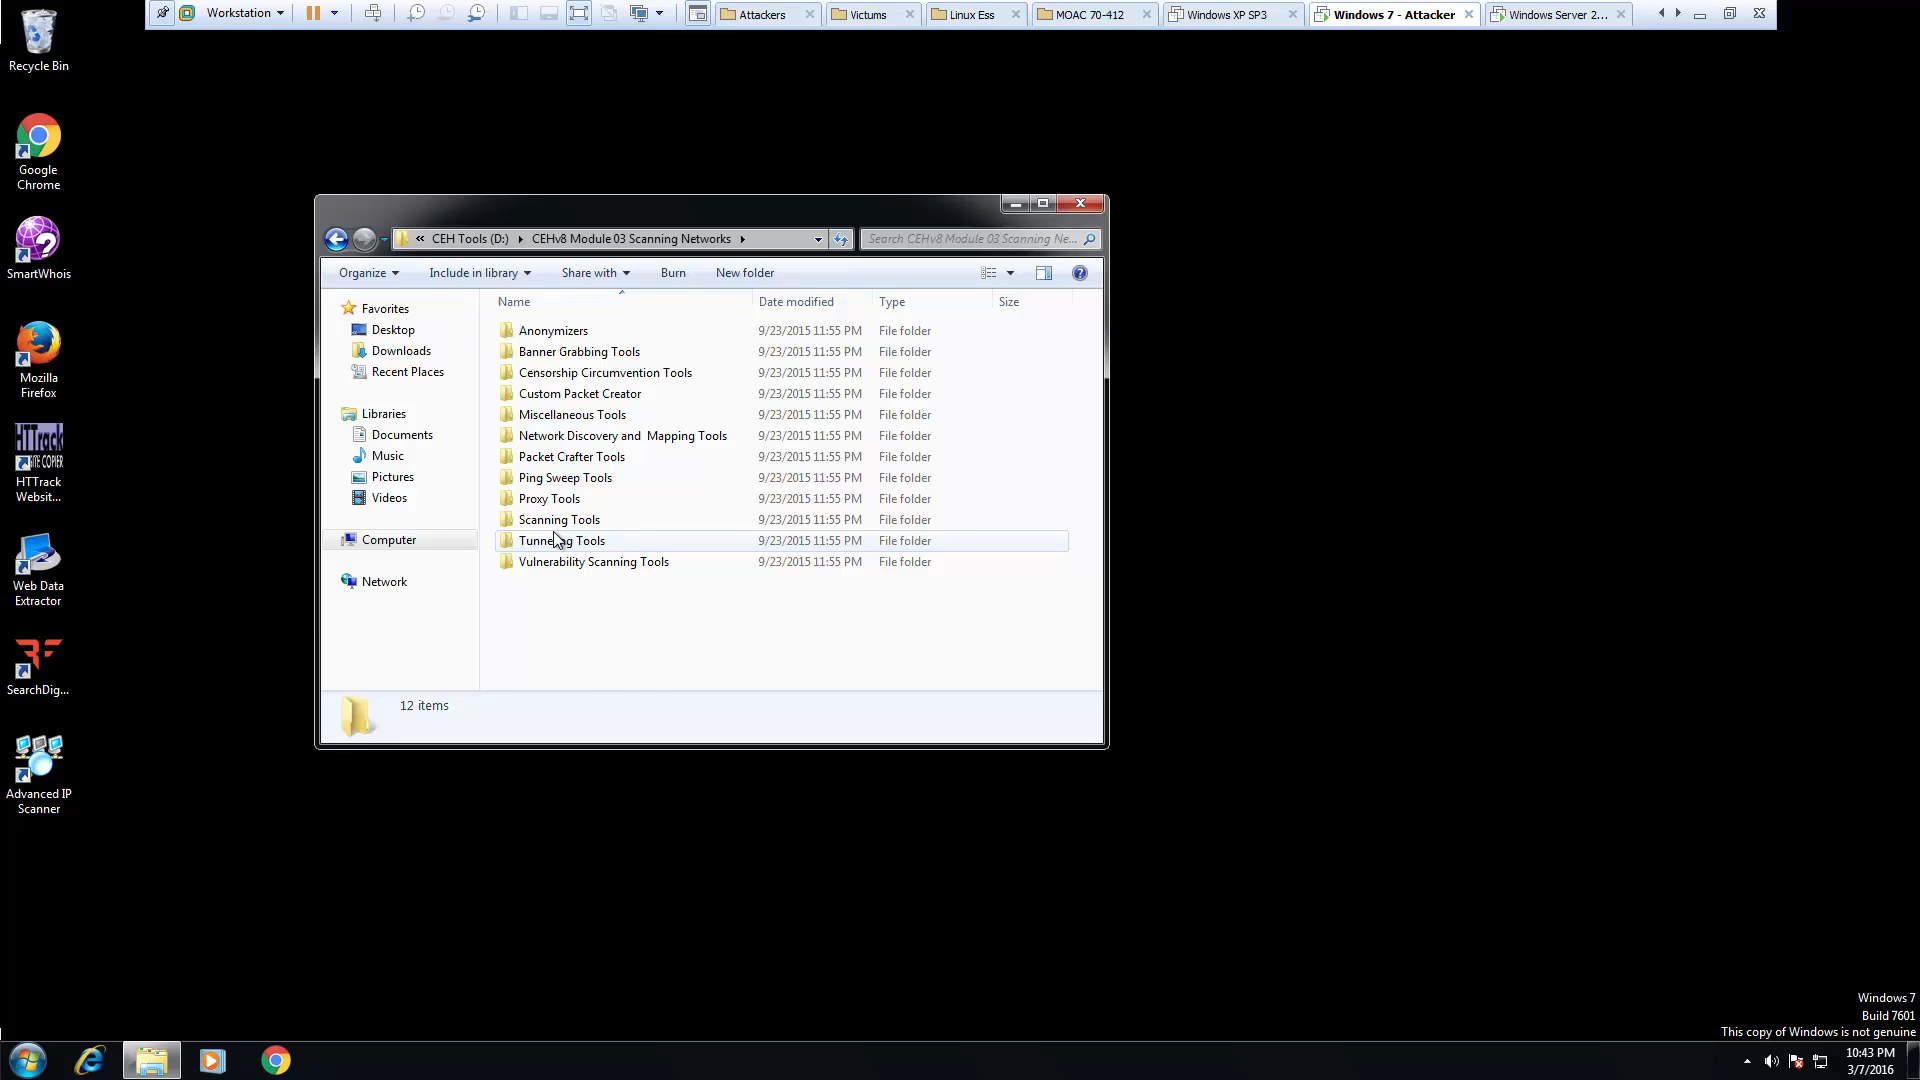 Workstation
Attackers
Victums
Linux Ess
MOAC 70-412
Windows XP SP3
Windows 7 - Attacker
Windows Server 2...
Recycle Bin
Google
Chrome
SmartWhois
Mozilla
Firefox
HTTrack
Websit...
Web Data
Extractor
SearchDig...
Advanced IP
Scanner
« CEH Tools (D:) CEHv8 Module 03 Scanning Networks
Search CEHv8 Module 03 Scanning Ne...
Organize Include in library Share with Burn New folder
Favorites
Desktop
Downloads
Recent Places
Libraries
Documents
Music
Pictures
Videos
Computer
Network
Name Date modified Type Size
Anonymizers 9/23/2015 11:55 PM File folder
Banner Grabbing Tools 9/23/2015 11:55 PM File folder
Censorship Circumvention Tools 9/23/2015 11:55 PM File folder
Custom Packet Creator 9/23/2015 11:55 PM File folder
Miscellaneous Tools 9/23/2015 11:55 PM File folder
Network Discovery and  Mapping Tools 9/23/2015 11:55 PM File folder
Packet Crafter Tools 9/23/2015 11:55 PM File folder
Ping Sweep Tools 9/23/2015 11:55 PM File folder
Proxy Tools 9/23/2015 11:55 PM File folder
Scanning Tools 9/23/2015 11:55 PM File folder
Tunneling Tools 9/23/2015 11:55 PM File folder
Vulnerability Scanning Tools 9/23/2015 11:55 PM File folder
12 items
Windows 7
Build 7601
This copy of Windows is not genuine
10:43 PM
3/7/2016